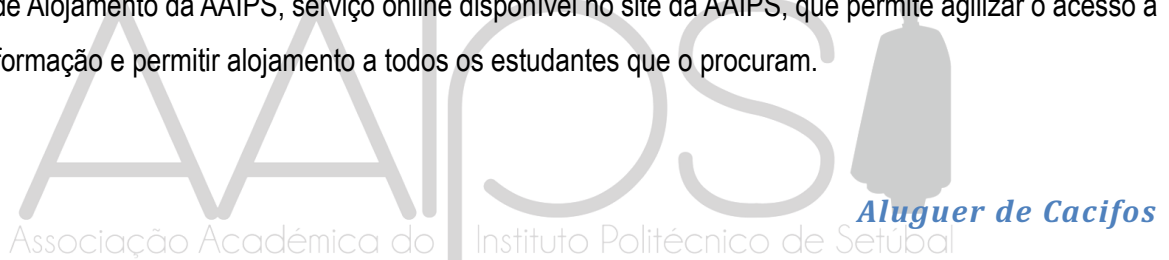 de Alojamento da AAIPS, serviço online disponível no site da AAIPS, que permite agilizar o acesso à
formação e permitir alojamento a todos os estudantes que o procuram.
AAIPS
Aluguer de Cacifos
Associação Académica do Instituto Politécnico de Setúbal